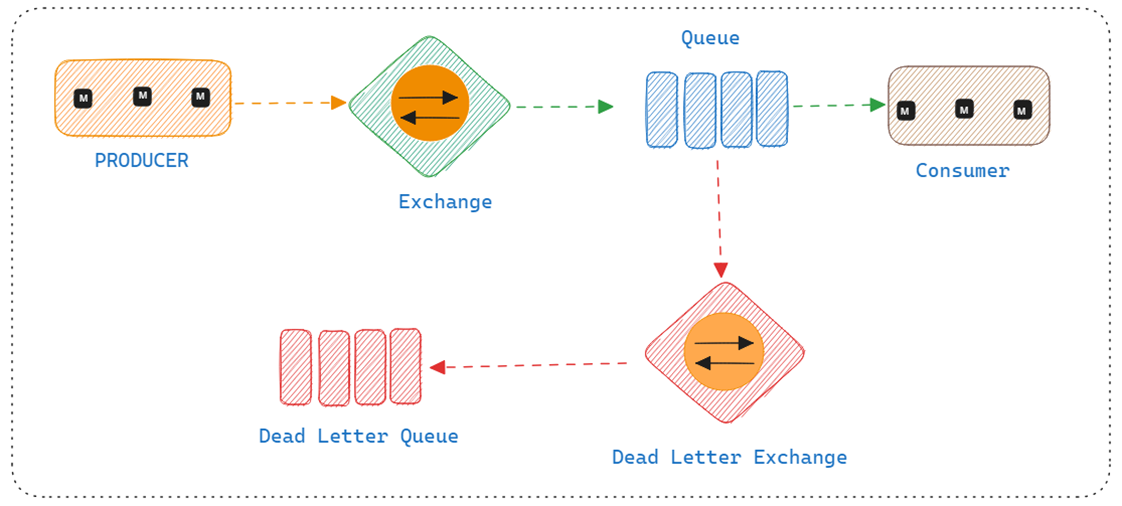 Queue
M M M
M M M
PRODUCER
Consumer
Exchange
Dead Letter Queue
Dead Letter Exchange